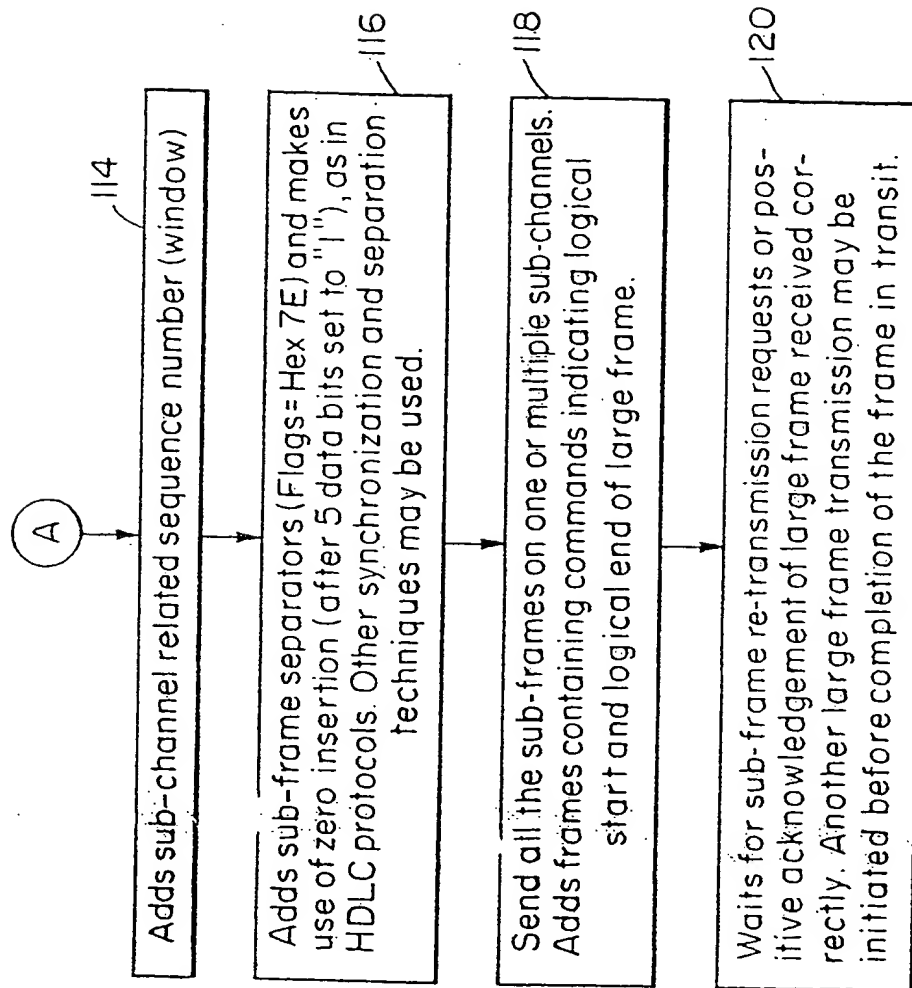 A
114
Adds sub-channel related sequence number (window)
116
Adds sub-frame separators (Flags=Hex 7E) and makes
use of zero insertion (after 5 data bits set to "1"), as in
HDLC protocols. Other synchronization and separation
techniques may be used.
118
Send all the sub-frames on one or multiple sub-channels.
Adds frames containing commands indicating logical
start and logical end of large frame.
120
Waits for sub-frame re-transmission requests or pos-
itive acknowledgement of large frame received cor-
rectly. Another large frame transmission may be
initiated before completion of the frame in transit.